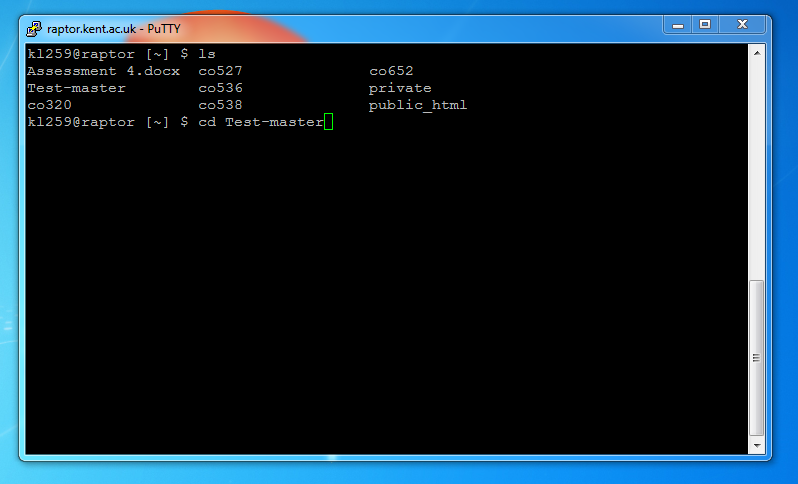 raptor.kent.ac.uk - PuTTY
kl259@raptor [~] $ ls
Assessment 4.docx  co527              co652
Test-master        co536              private
co320              co538              public_html
kl259@raptor [~] $ cd Test-master